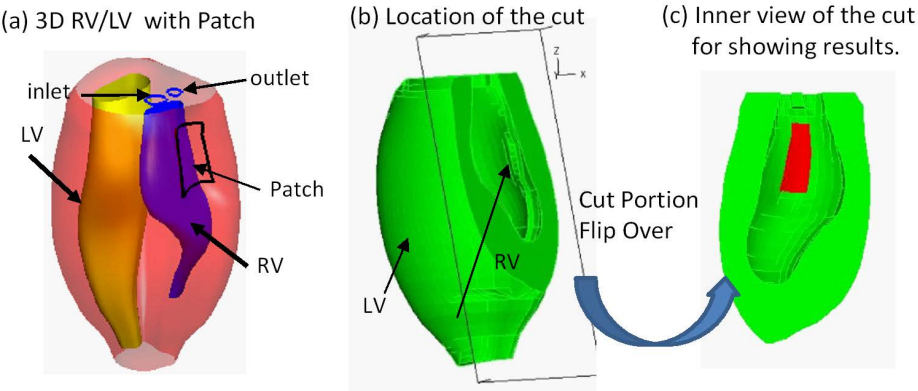 (a) 3D RV/LV with Patch
inlet
outlet
LV
Patch
RV
(b) Location of the cut
z
y
x
RV
LV
Cut Portion
Flip Over
(c) Inner view of the cut
for showing results.